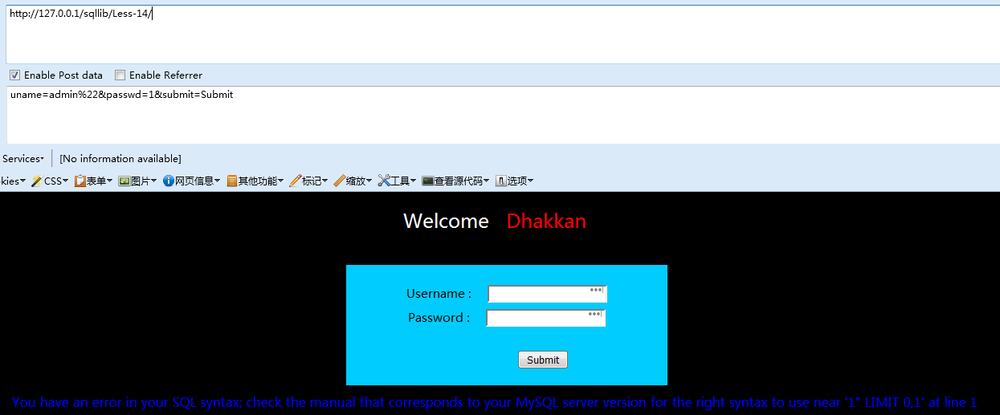 http://127.0.0.1/sqllib/Less-14/
Enable Post data Enable Referrer
uname=admin%22&passwd=1&submit=Submit
Services [No information available]
kies CSS 表单 图片 网页信息 其他功能 标记 缩放 工具 查看源代码 选项
Welcome Dhakkan
Username :
Password :
Submit
You have an error in your SQL syntax; check the manual that corresponds to your MySQL server version for the right syntax to use near '1" LIMIT 0,1' at line 1